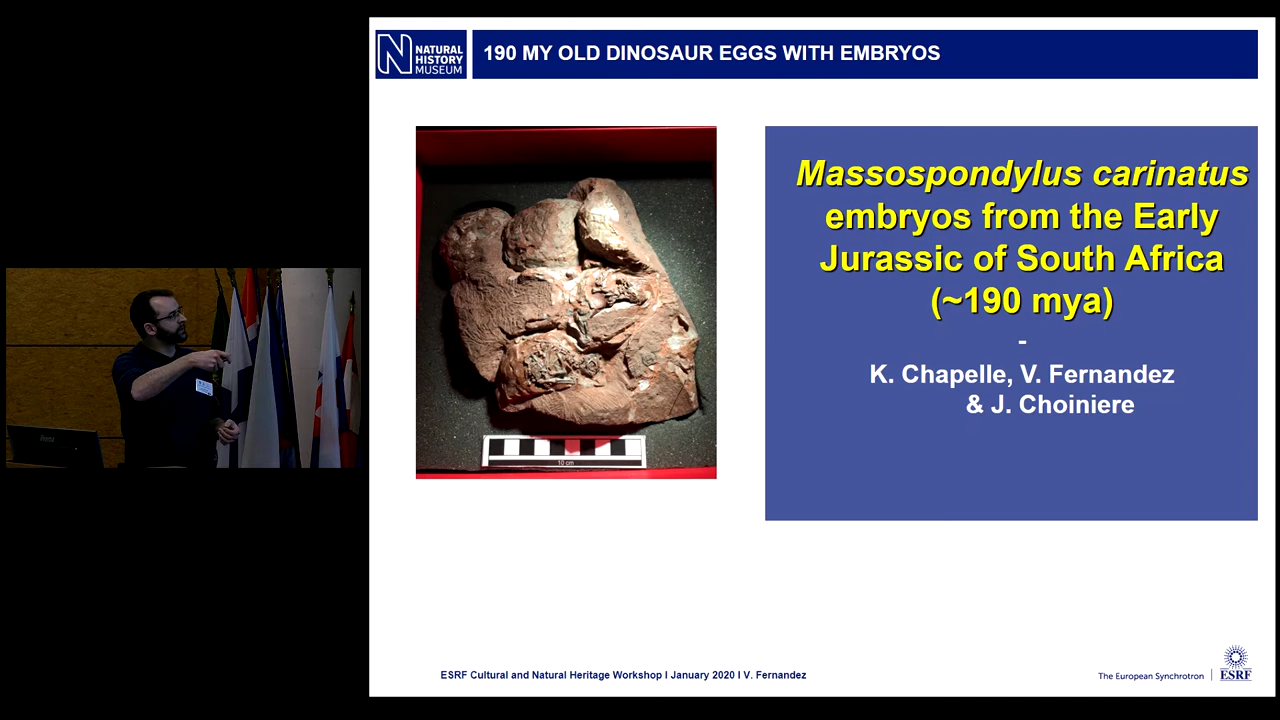 NATURAL
HISTORY
MUSEUM
190 MY OLD DINOSAUR EGGS WITH EMBRYOS
Massospondylus carinatus
embryos from the Early
Jurassic of South Africa
(~190 mya)
-
K. Chapelle, V. Fernandez
& J. Choiniere
10 cm
ESRF Cultural and Natural Heritage Workshop I January 2020 I V. Fernandez
The European Synchrotron
ESRF